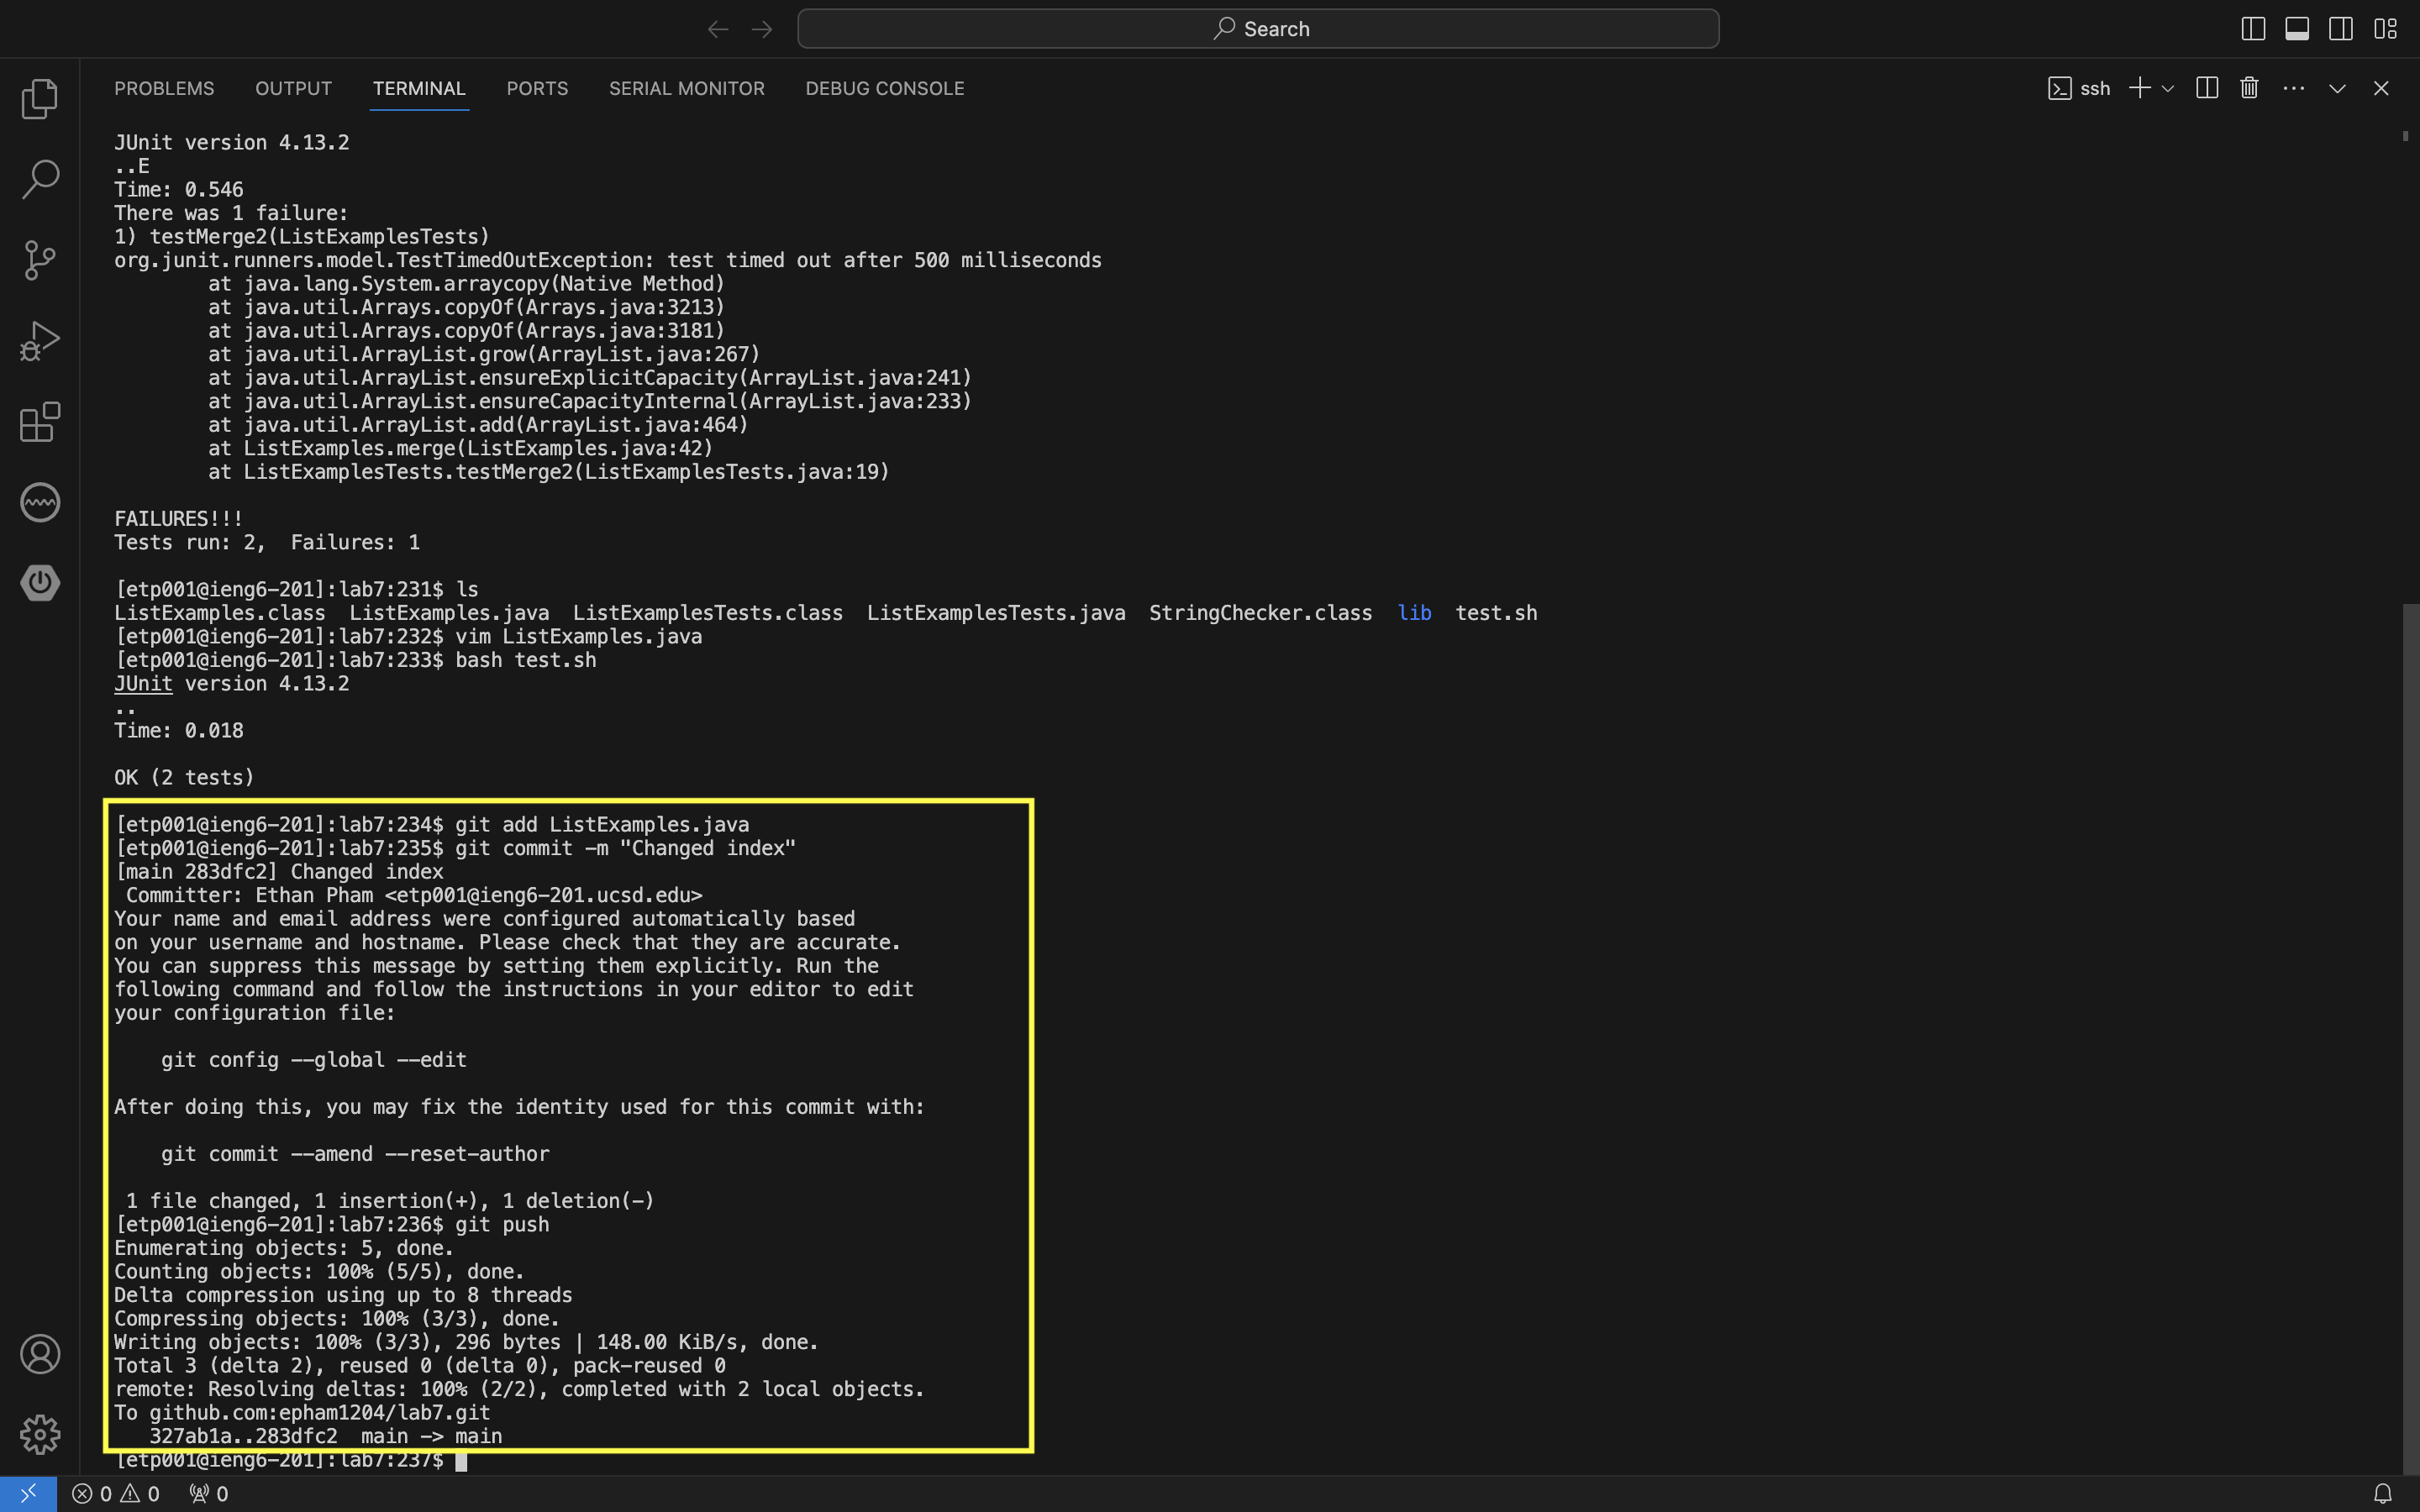 Search
PROBLEMS OUTPUT TERMINAL PORTS SERIAL MONITOR DEBUG CONSOLE ssh
JUnit version 4.13.2
..E
Time: 0.546
There was 1 failure:
1) testMerge2(ListExamplesTests)
org.junit.runners.model.TestTimedOutException: test timed out after 500 milliseconds
        at java.lang.System.arraycopy(Native Method)
        at java.util.Arrays.copyOf(Arrays.java:3213)
        at java.util.Arrays.copyOf(Arrays.java:3181)
        at java.util.ArrayList.grow(ArrayList.java:267)
        at java.util.ArrayList.ensureExplicitCapacity(ArrayList.java:241)
        at java.util.ArrayList.ensureCapacityInternal(ArrayList.java:233)
        at java.util.ArrayList.add(ArrayList.java:464)
        at ListExamples.merge(ListExamples.java:42)
        at ListExamplesTests.testMerge2(ListExamplesTests.java:19)
FAILURES!!!
Tests run: 2,  Failures: 1
[etp001@ieng6-201]:lab7:231$ ls
ListExamples.class  ListExamples.java  ListExamplesTests.class  ListExamplesTests.java  StringChecker.class  lib  test.sh
[etp001@ieng6-201]:lab7:232$ vim ListExamples.java
[etp001@ieng6-201]:lab7:233$ bash test.sh
JUnit version 4.13.2
..
Time: 0.018
OK (2 tests)
[etp001@ieng6-201]:lab7:234$ git add ListExamples.java
[etp001@ieng6-201]:lab7:235$ git commit -m "Changed index"
[main 283dfc2] Changed index
 Committer: Ethan Pham <etp001@ieng6-201.ucsd.edu>
Your name and email address were configured automatically based
on your username and hostname. Please check that they are accurate.
You can suppress this message by setting them explicitly. Run the
following command and follow the instructions in your editor to edit
your configuration file:
    git config --global --edit
After doing this, you may fix the identity used for this commit with:
    git commit --amend --reset-author
 1 file changed, 1 insertion(+), 1 deletion(-)
[etp001@ieng6-201]:lab7:236$ git push
Enumerating objects: 5, done.
Counting objects: 100% (5/5), done.
Delta compression using up to 8 threads
Compressing objects: 100% (3/3), done.
Writing objects: 100% (3/3), 296 bytes | 148.00 KiB/s, done.
Total 3 (delta 2), reused 0 (delta 0), pack-reused 0
remote: Resolving deltas: 100% (2/2), completed with 2 local objects.
To github.com:epham1204/lab7.git
   327ab1a..283dfc2  main -> main
[etp001@ieng6-201]:lab7:237$
0 0 0